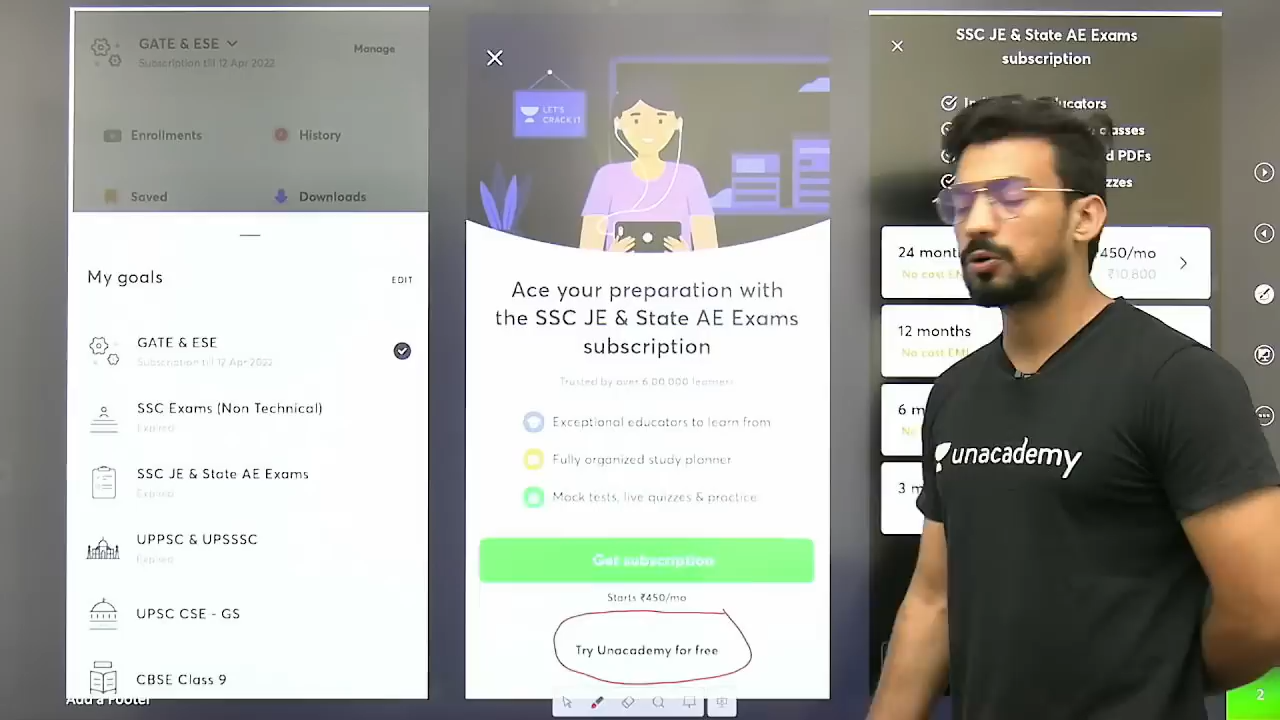 GATE & ESE
Subscription till 12 Apr 2022
Manage
Enrollments
History
Saved
Downloads
My goals
EDIT
GATE & ESE
Subscription till 12 Apr 2022
SSC Exams (Non Technical)
Expired
SSC JE & State AE Exams
Expired
UPPSC & UPSSSC
Expired
UPSC CSE - GS
CBSE Class 9
Add a Footer
LET'S
CRACK IT
Ace your preparation with
the SSC JE & State AE Exams
subscription
Trusted by over 6,00,000 learners
Exceptional educators to learn from
Fully organized study planner
Mock tests, live quizzes & practice
Get subscription
Starts ₹450/mo
Try Unacademy for free
SSC JE & State AE Exams
subscription
classes
PDFs
24
450/mo
No cost
₹10,800
12 months
No cost EMI
6
No
3
unacademy
2